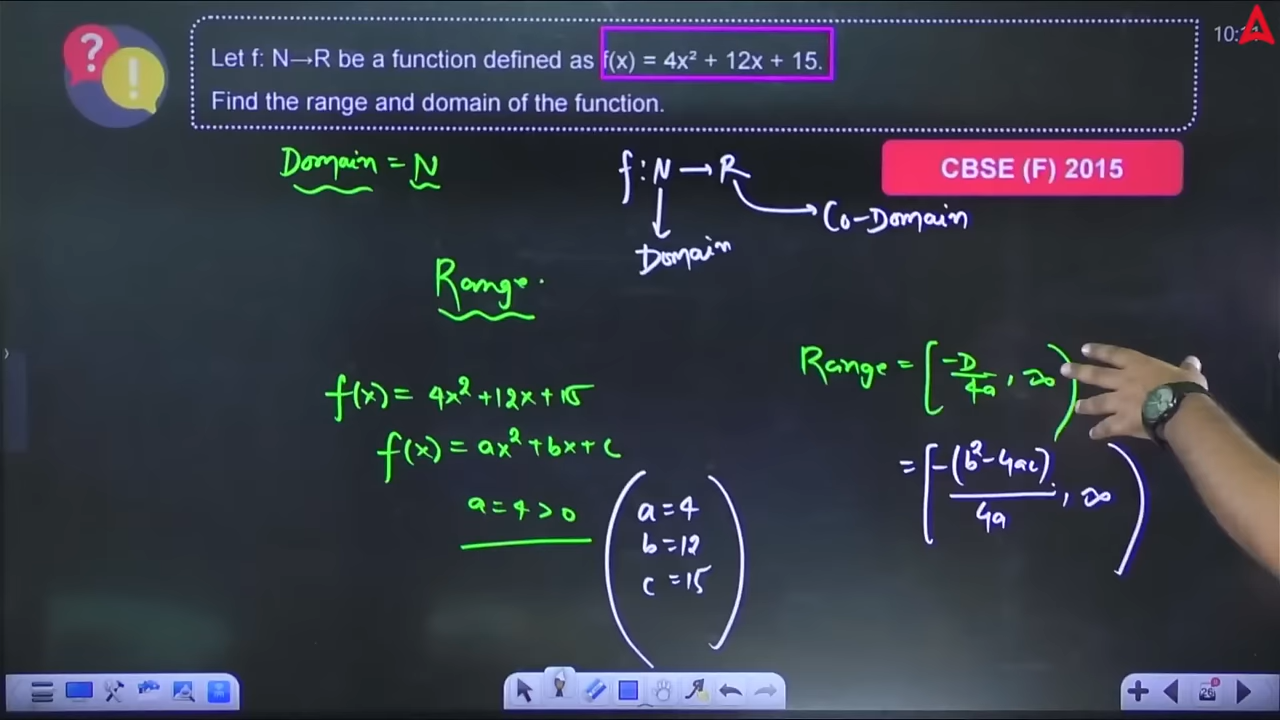 Let f: N→R be a function defined as f(x) = 4x² + 12x + 15.
Find the range and domain of the function.
CBSE (F) 2015
Domain = N
f : N → R
Co-Domain
Domain
Range.
f(x) = 4x² + 12x + 15
f(x) = ax² + bx + c
a = 4 > 0
a = 4
b = 12
c = 15
Range = [-D/4a, ∞)
= [-(b²-4ac)/4a, ∞)